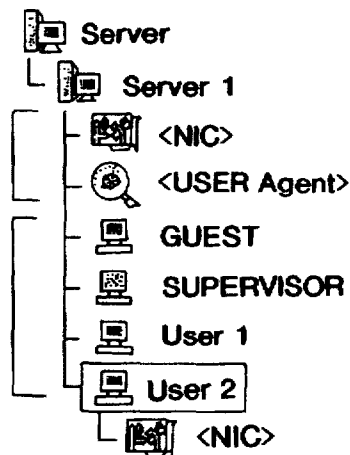 Server
Server 1
<NIC>
<USER Agent>
GUEST
SUPERVISOR
User 1
User 2
<NIC>